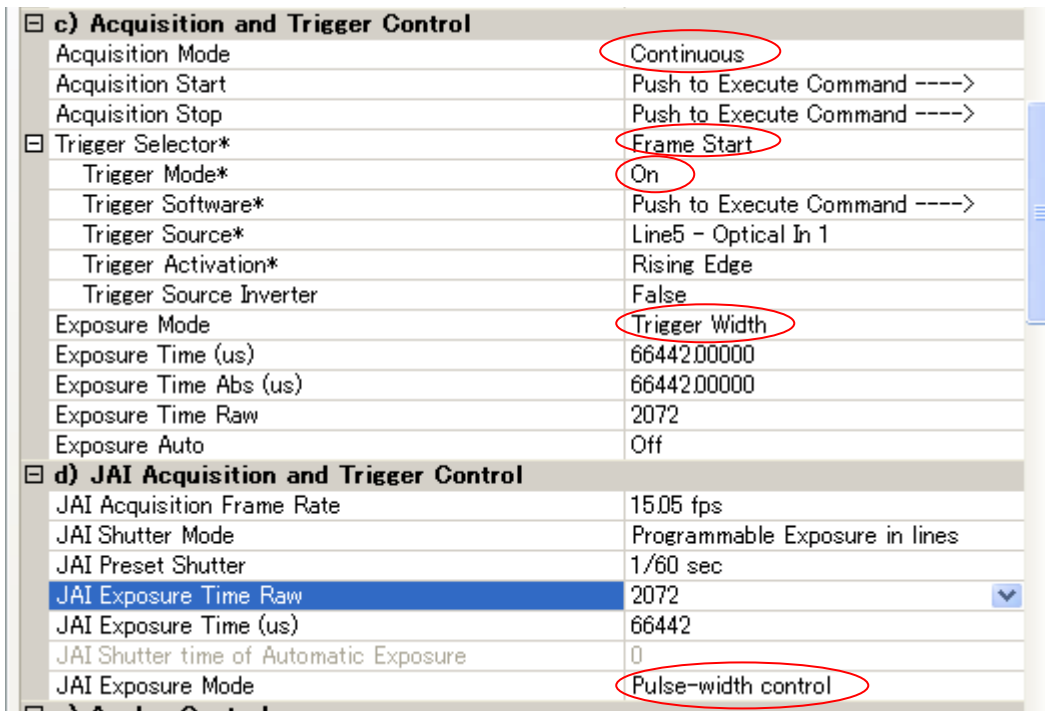 c) Acquisition and Trigger Control
Acquisition Mode Continuous
Acquisition Start Push to Execute Command ---->
Acquisition Stop Push to Execute Command ---->
Trigger Selector* Frame Start
Trigger Mode* On
Trigger Software* Push to Execute Command ---->
Trigger Source* Line5 - Optical In 1
Trigger Activation* Rising Edge
Trigger Source Inverter False
Exposure Mode Trigger Width
Exposure Time (us) 66442.00000
Exposure Time Abs (us) 66442.00000
Exposure Time Raw 2072
Exposure Auto Off
d) JAI Acquisition and Trigger Control
JAI Acquisition Frame Rate 15.05 fps
JAI Shutter Mode Programmable Exposure in lines
JAI Preset Shutter 1/60 sec
JAI Exposure Time Raw 2072
JAI Exposure Time (us) 66442
JAI Shutter time of Automatic Exposure 0
JAI Exposure Mode Pulse-width control